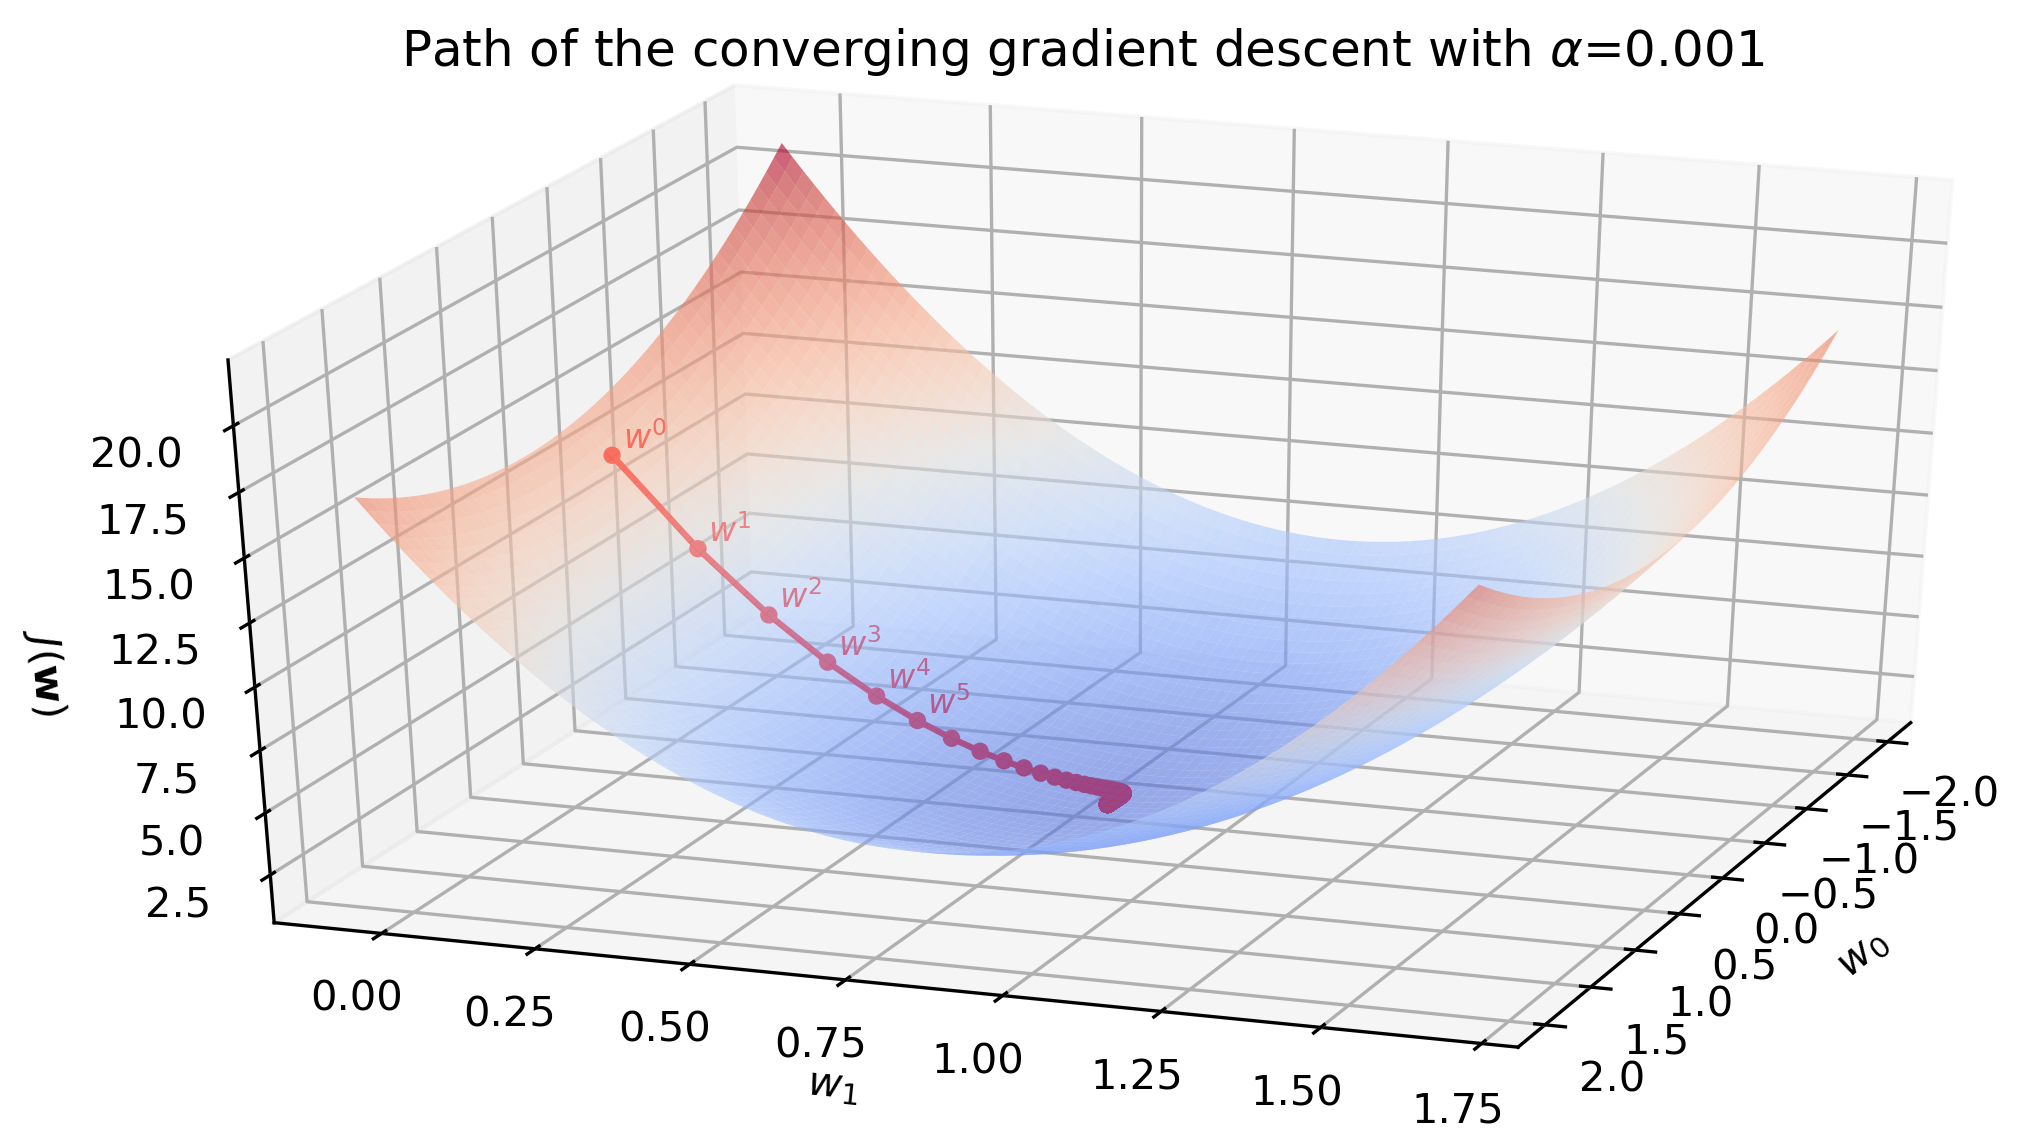 Path of the converging gradient descent with α=0.001
w⁰
w¹
w²
w³
w⁴
w⁵
J(w)
20.0
17.5
15.0
12.5
10.0
7.5
5.0
2.5
0.00
0.25
0.50
0.75
1.00
1.25
1.50
1.75
w₁
−2.0
−1.5
−1.0
−0.5
0.0
0.5
1.0
1.5
2.0
w₀